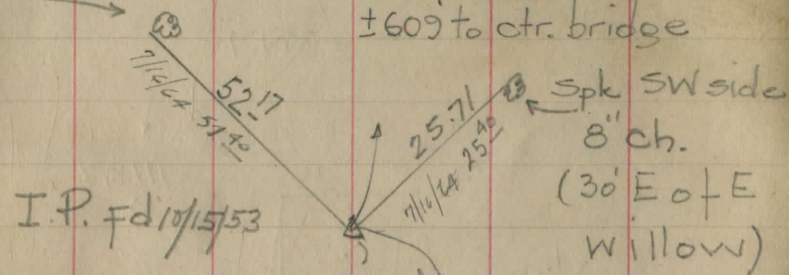 ±609' to ctr. bridge
52.17
7/16/64 51.40
25.71
7/16/64 25.40
Spk SW side
8" ch.
(30' E of E
Willow)
I.P. Fd 10/15/53